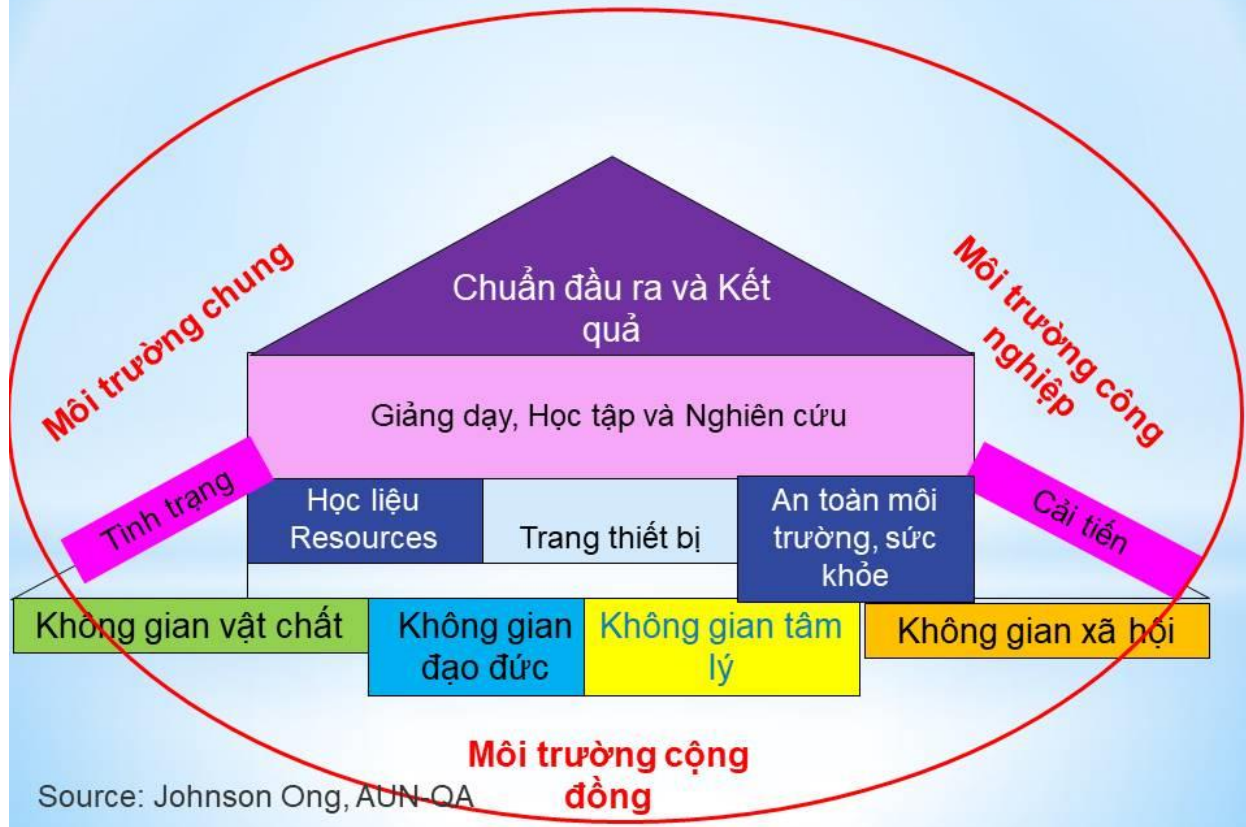 Môi trường chung
Môi trường công
nghiệp
Chuẩn đầu ra và Kết
quả
Giảng dạy, Học tập và Nghiên cứu
Tình trạng
Học liệu
Resources
Trang thiết bị
An toàn môi
trường, sức
khỏe
Cải tiến
Không gian vật chất
Không gian
đạo đức
Không gian tâm
lý
Không gian xã hội
Môi trường cộng
đồng
Source: Johnson Ong, AUN-QA